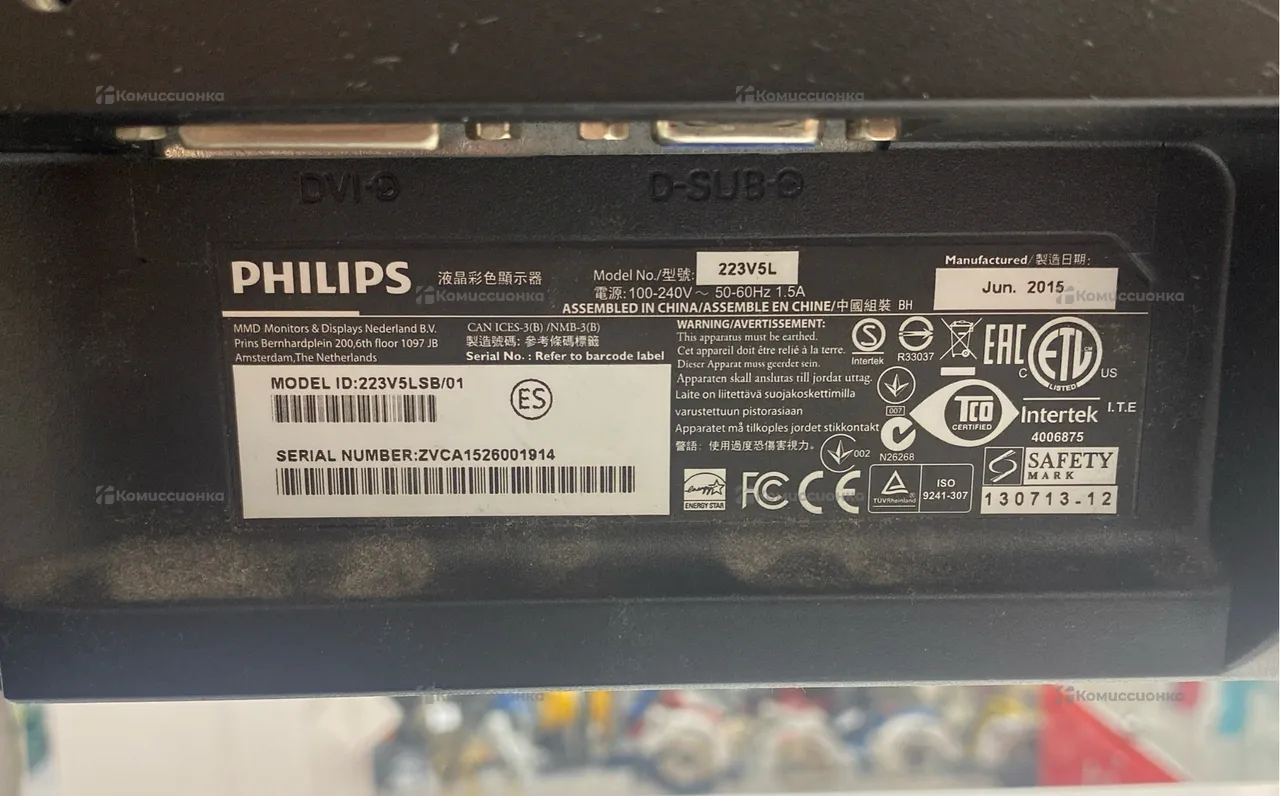 Комиссионка Комиссионка
DVI D-SUB
PHILIPS 液晶彩色顯示器
Model No./型號: 223V5L
電源: 100-240V ~ 50-60Hz 1.5A
ASSEMBLED IN CHINA/ASSEMBLE EN CHINE/中國組裝 BH
Manufactured/製造日期:
Jun. 2015
Комиссионка Комиссионка
MMD Monitors & Displays Nederland B.V.
Prins Bernhardplein 200,6th floor 1097 JB
Amsterdam,The Netherlands
CAN ICES-3(B) /NMB-3(B)
製造號碼: 參考條碼標籤
Serial No. : Refer to barcode label
MODEL ID:223V5LSB/01
ES
SERIAL NUMBER:ZVCA1526001914
WARNING/AVERTISSEMENT:
This apparatus must be earthed.
Cet appareil doit être relié à la terre.
Dieser Apparat muss geerdet sein.
Apparaten skall anslutas till jordat uttag.
Laite on liitettävä suojakoskettimilla
varustettuun pistorasiaan
Apparatet må tilkoples jordet stikkontakt
警語: 使用過度恐傷害視力。
S
Intertek
R33037
EAC
C ETL US
LISTED
007
TCO
CERTIFIED
Intertek I.T.E
4006875
N26268
002
energy
ENERGY STAR
FC CE
TÜVRheinland
ISO
9241-307
SAFETY
MARK
130713-12
Комиссионка Комиссионка
Комиссионка Комиссионка Комиссионка